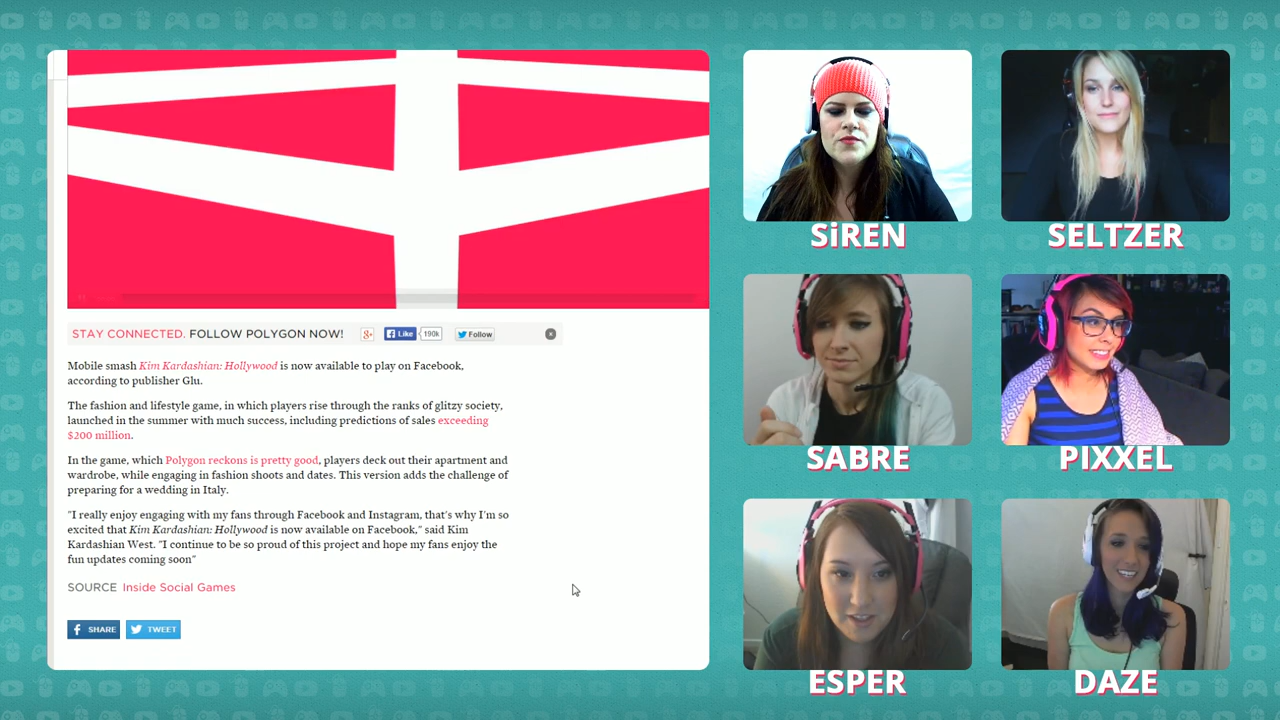 STAY CONNECTED. FOLLOW POLYGON NOW! Like 190k Follow
Mobile smash Kim Kardashian: Hollywood is now available to play on Facebook,
according to publisher Glu.
The fashion and lifestyle game, in which players rise through the ranks of glitzy society,
launched in the summer with much success, including predictions of sales exceeding
$200 million.
In the game, which Polygon reckons is pretty good, players deck out their apartment and
wardrobe, while engaging in fashion shoots and dates. This version adds the challenge of
preparing for a wedding in Italy.
"I really enjoy engaging with my fans through Facebook and Instagram, that's why I'm so
excited that Kim Kardashian: Hollywood is now available on Facebook," said Kim
Kardashian West. "I continue to be so proud of this project and hope my fans enjoy the
fun updates coming soon"
SOURCE Inside Social Games
SHARE TWEET
SiREN
SELTZER
SABRE
PIXXEL
ESPER
DAZE